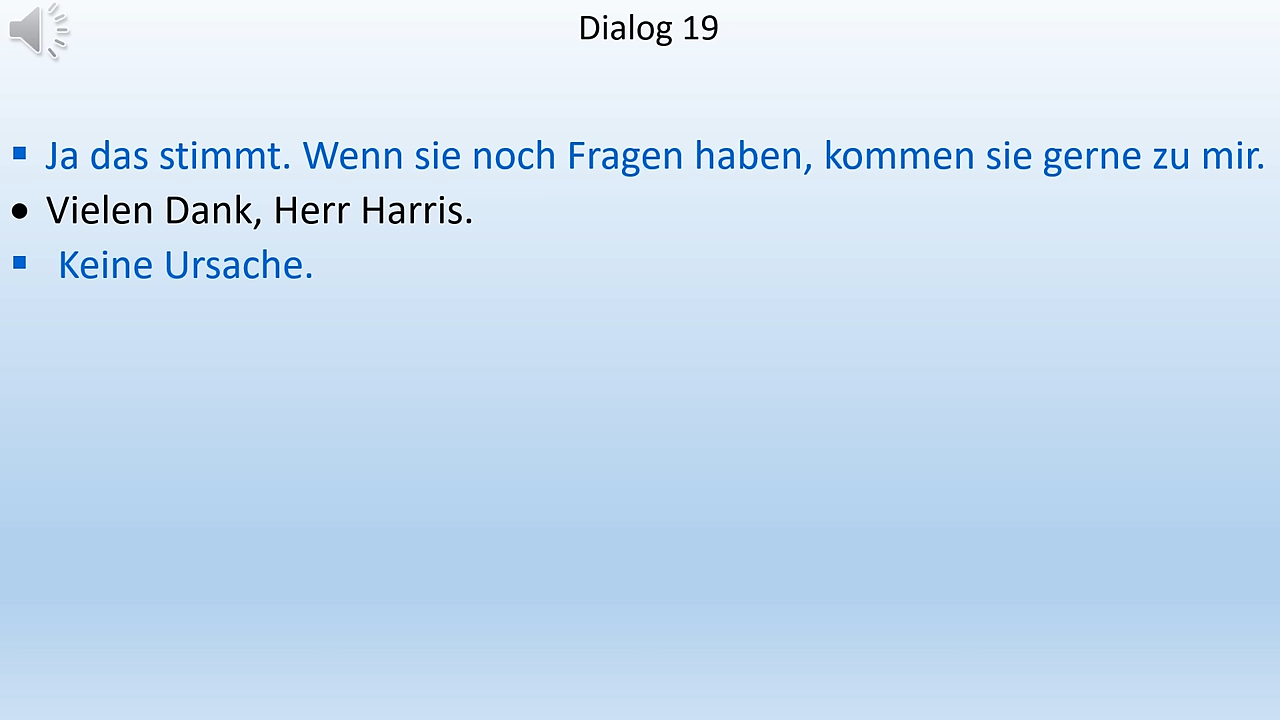 Dialog 19
▪ Ja das stimmt. Wenn sie noch Fragen haben, kommen sie gerne zu mir.
• Vielen Dank, Herr Harris.
▪ Keine Ursache.